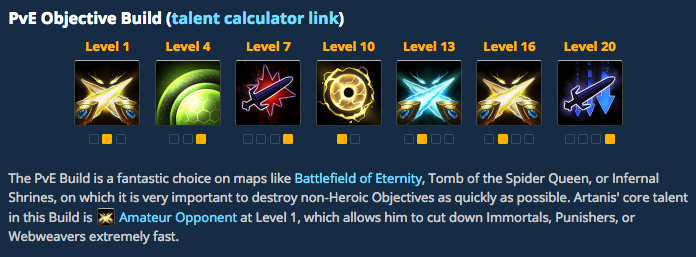 PvE Objective Build (talent calculator link)
Level 1 Level 4 Level 7 Level 10 Level 13 Level 16 Level 20
The PvE Build is a fantastic choice on maps like Battlefield of Eternity, Tomb of the Spider Queen, or Infernal
Shrines, on which it is very important to destroy non-Heroic Objectives as quickly as possible. Artanis' core talent
in this Build is Amateur Opponent at Level 1, which allows him to cut down Immortals, Punishers, or
Webweavers extremely fast.